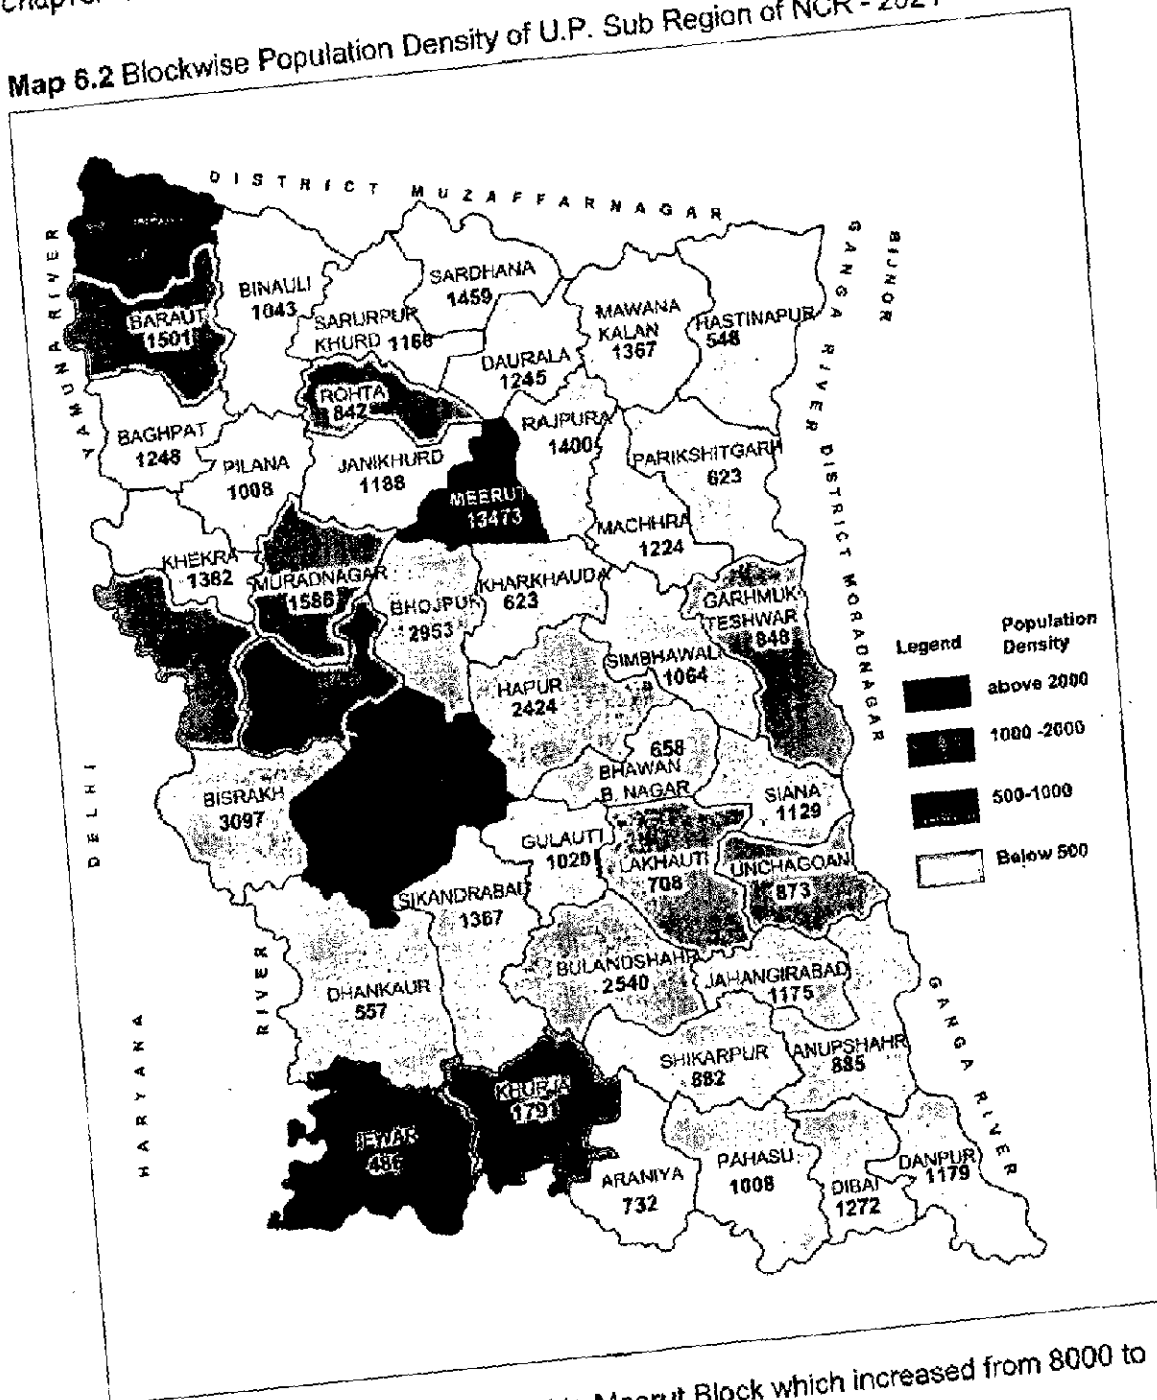 Map 6.2 Blockwise Population Density of U.P. Sub Region of NCR -
DISTRICT MUZAFFARNAGAR
YAMUNA RIVER
GANGA RIVER DISTRICT MORADNAGAR
BIJNOR
BINAULI
1043
SARDHANA
1459
BARAUT
1501
SARURPUR
KHURD
MAWANA
KALAN
1367
HASTINAPUR
548
DAURALA
1245
ROHTA
842
RAJPURA
1400
BAGHPAT
1248
PILANA
1008
JANIKHURD
1188
PARIKSHITGARH
623
MEERUT
13473
MACHHRA
1224
KHEKRA
1382
MURADNAGAR
1586
BHOJPUR
2953
KHARKHAUDA
623
GARHMUK
TESHWAR
848
SIMBHAWALI
1064
HAPUR
2424
658
BHAWAN
B. NAGAR
BISRAKH
3097
SIANA
1129
GULAUTI
1020
LAKHAUTI
708
UNCHAGOAN
873
SIKANDRABAD
1367
BULANDSHAHR
2540
JAHANGIRABAD
1175
DHANKAUR
557
SHIKARPUR
882
ANUPSHAHR
885
KHURJA
1791
JEWAR
486
ARANIYA
732
PAHASU
1008
DIBAI
1272
DANPUR
1179
DELHI
HARYANA
RIVER
GANGA RIVER
Legend
Population
Density
above 2000
1000 -2000
500-1000
Below 500
Meerut Block which increased from 8000 to